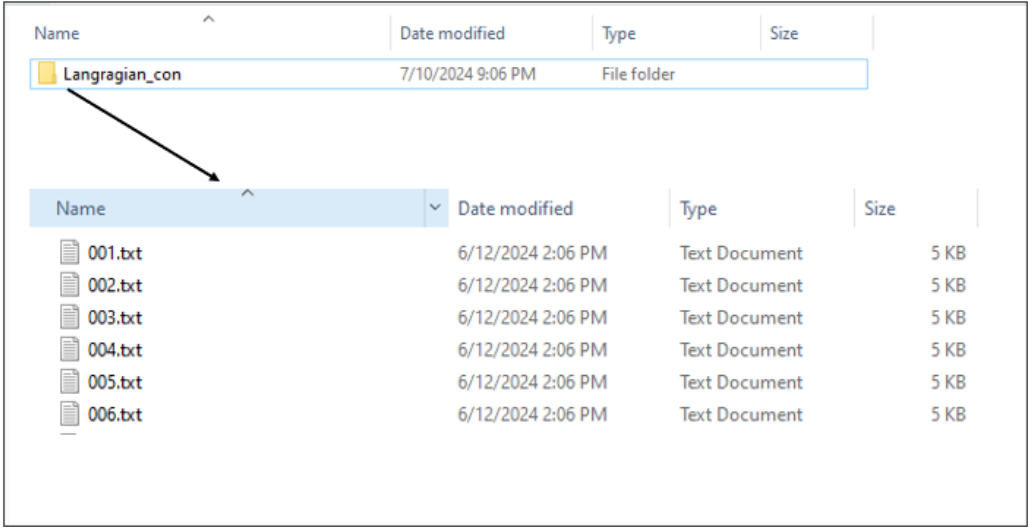 Name Date modified Type Size
Langragian_con 7/10/2024 9:06 PM File folder
Name Date modified Type Size
001.txt 6/12/2024 2:06 PM Text Document 5 KB
002.txt 6/12/2024 2:06 PM Text Document 5 KB
003.txt 6/12/2024 2:06 PM Text Document 5 KB
004.txt 6/12/2024 2:06 PM Text Document 5 KB
005.txt 6/12/2024 2:06 PM Text Document 5 KB
006.txt 6/12/2024 2:06 PM Text Document 5 KB